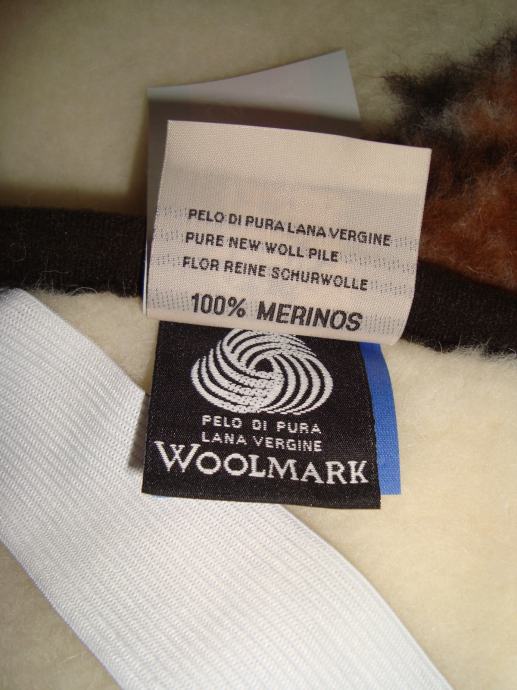 PELO DI PURA LANA VERGINE
PURE NEW WOLL PILE
FLOR REINE SCHURWOLLE
100% MERINOS
PELO DI PURA
LANA VERGINE
WOOLMARK